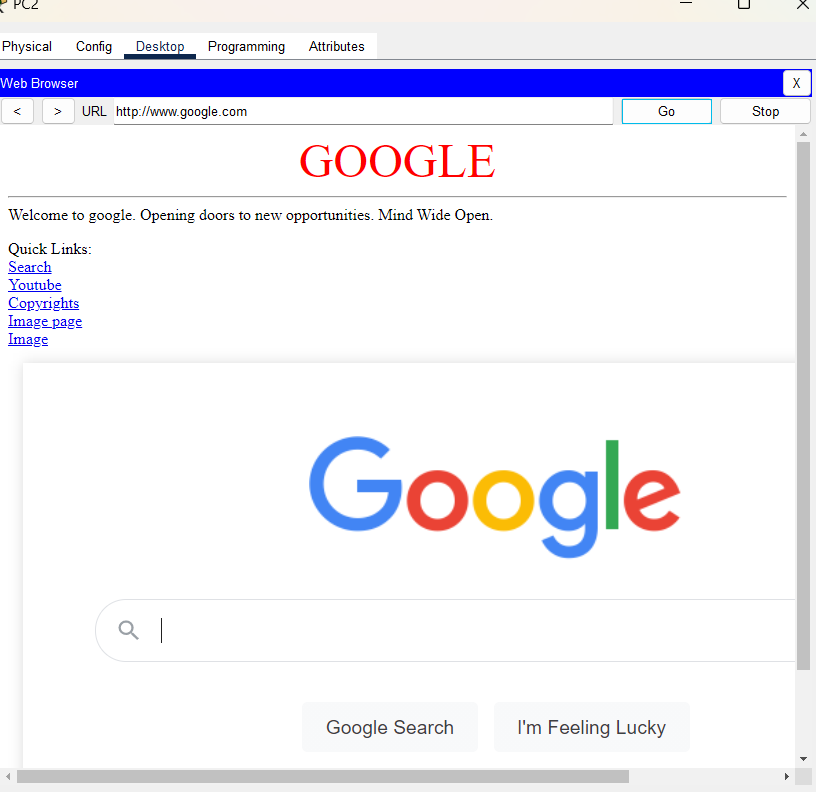 PC2
Physical Config Desktop Programming Attributes
Web Browser X
< > URL http://www.google.com Go Stop
GOOGLE
Welcome to google. Opening doors to new opportunities. Mind Wide Open.
Quick Links:
Search
Youtube
Copyrights
Image page
Image
Google
Google Search I'm Feeling Lucky